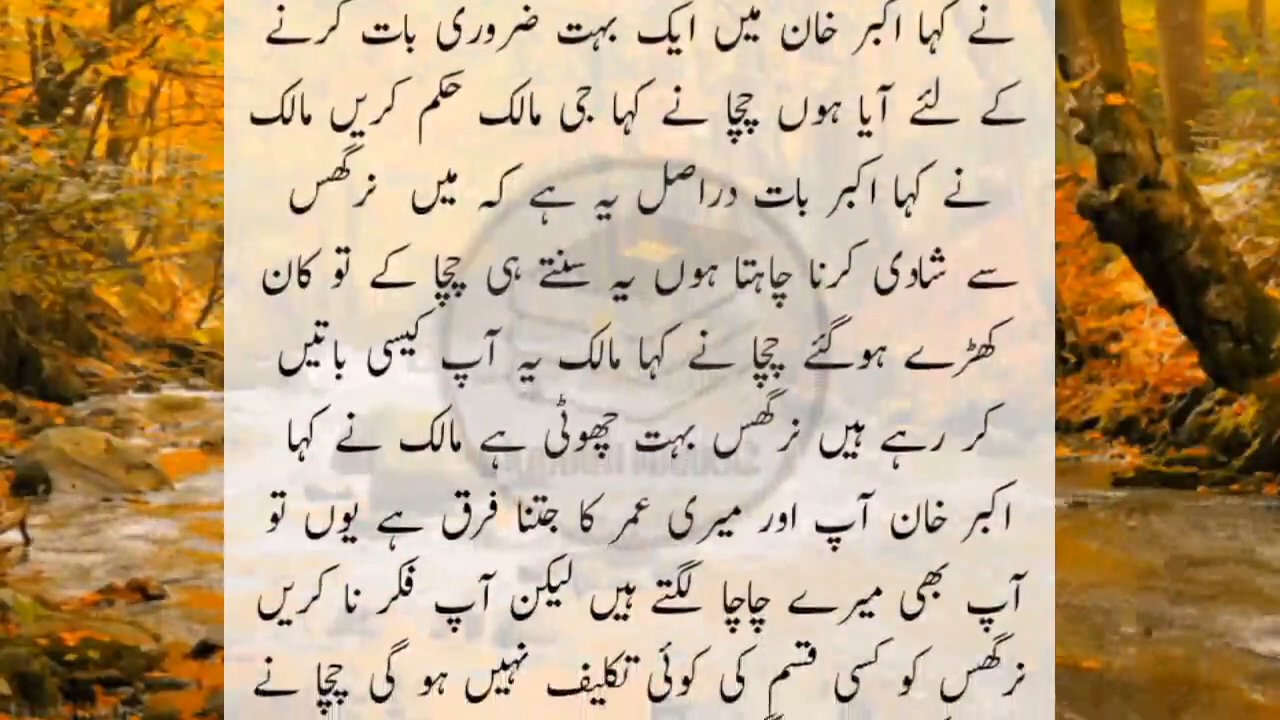 نے کہا اکبر خان میں ایک بہت ضروری بات کرنے
کے لئے آیا ہوں چچا نے کہا جی مالک حکم کریں مالک
نے کہا اکبر بات دراصل یہ ہے کہ میں نرگھس
سے شادی کرنا چاہتا ہوں یہ سنتے ہی چچا کے تو کان
کھڑے ہوگئے چچا نے کہا مالک یہ آپ کیسی باتیں
کر رہے ہیں نرگھس بہت چھوٹی ہے مالک نے کہا
اکبر خان آپ اور میری عمر کا جتنا فرق ہے یوں تو
آپ بھی میرے چاچا لگتے ہیں لیکن آپ فکر نا کریں
نرگھس کو کسی قسم کی کوئی تکلیف نہیں ہو گی چچا نے